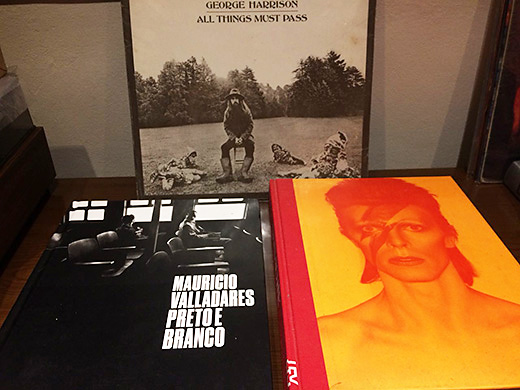 GEORGE HARRISON
ALL THINGS MUST PASS
MAURICIO
VALLADARES
PRETO E
BRANCO